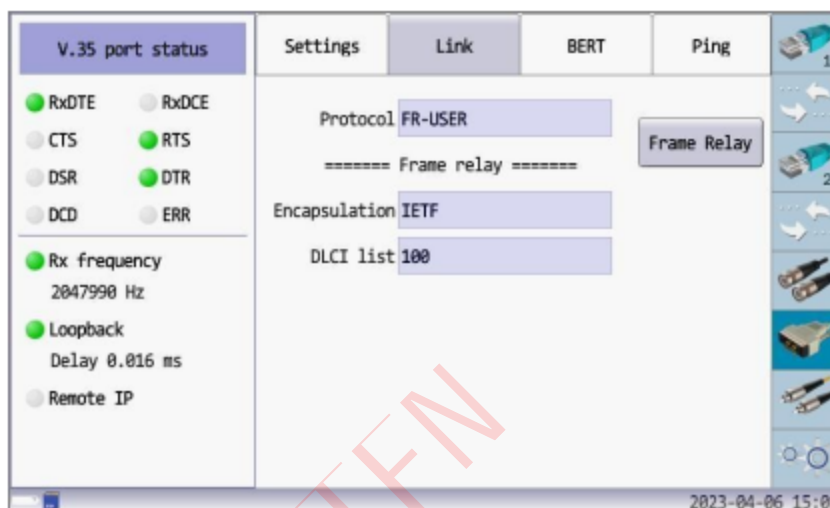 V.35 port status
Settings
Link
BERT
Ping
RxDTE
RxDCE
CTS
RTS
DSR
DTR
DCD
ERR
Rx frequency
2047990 Hz
Loopback
Delay 0.016 ms
Remote IP
Protocol FR-USER
======= Frame relay =======
Encapsulation IETF
DLCI list 100
Frame Relay
1
2
2023-04-06 15:0